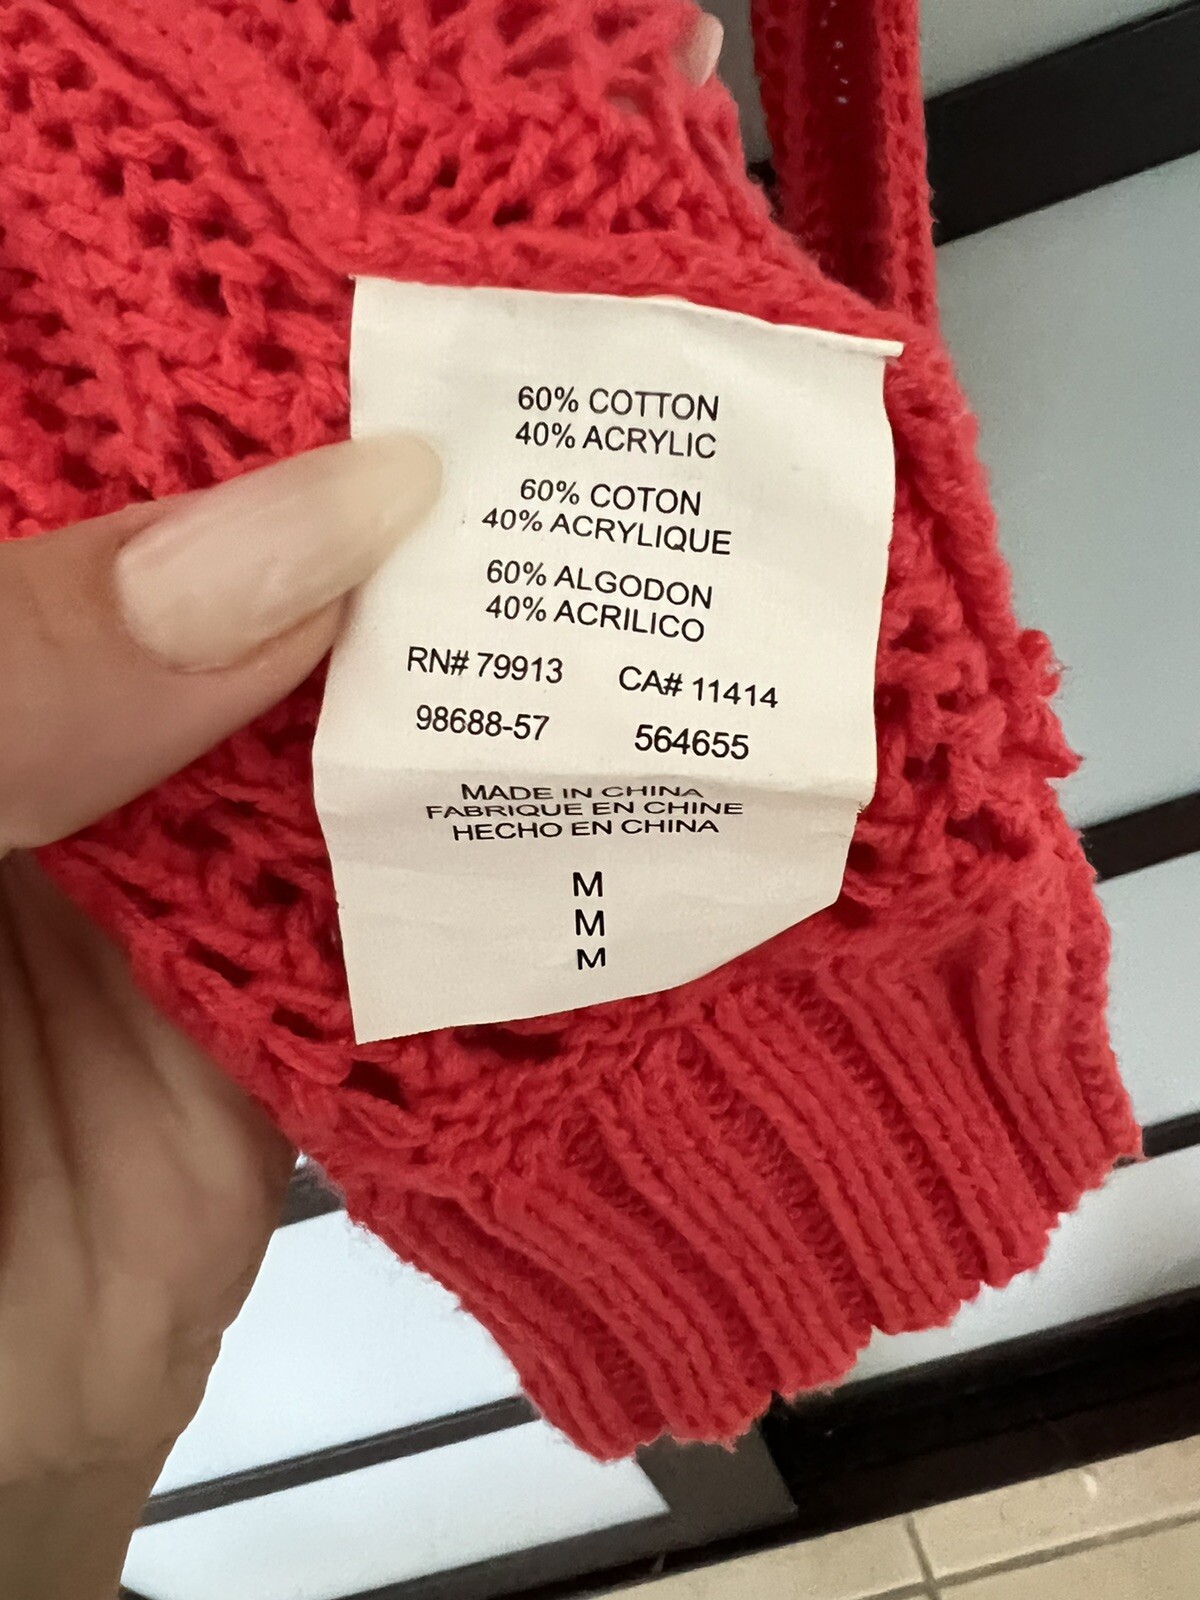 60% COTTON
40% ACRYLIC
60% COTON
40% ACRYLIQUE
60% ALGODON
40% ACRILICO
RN# 79913 CA# 11414
98688-57 564655
MADE IN CHINA
FABRIQUE EN CHINE
HECHO EN CHINA
M
M
M